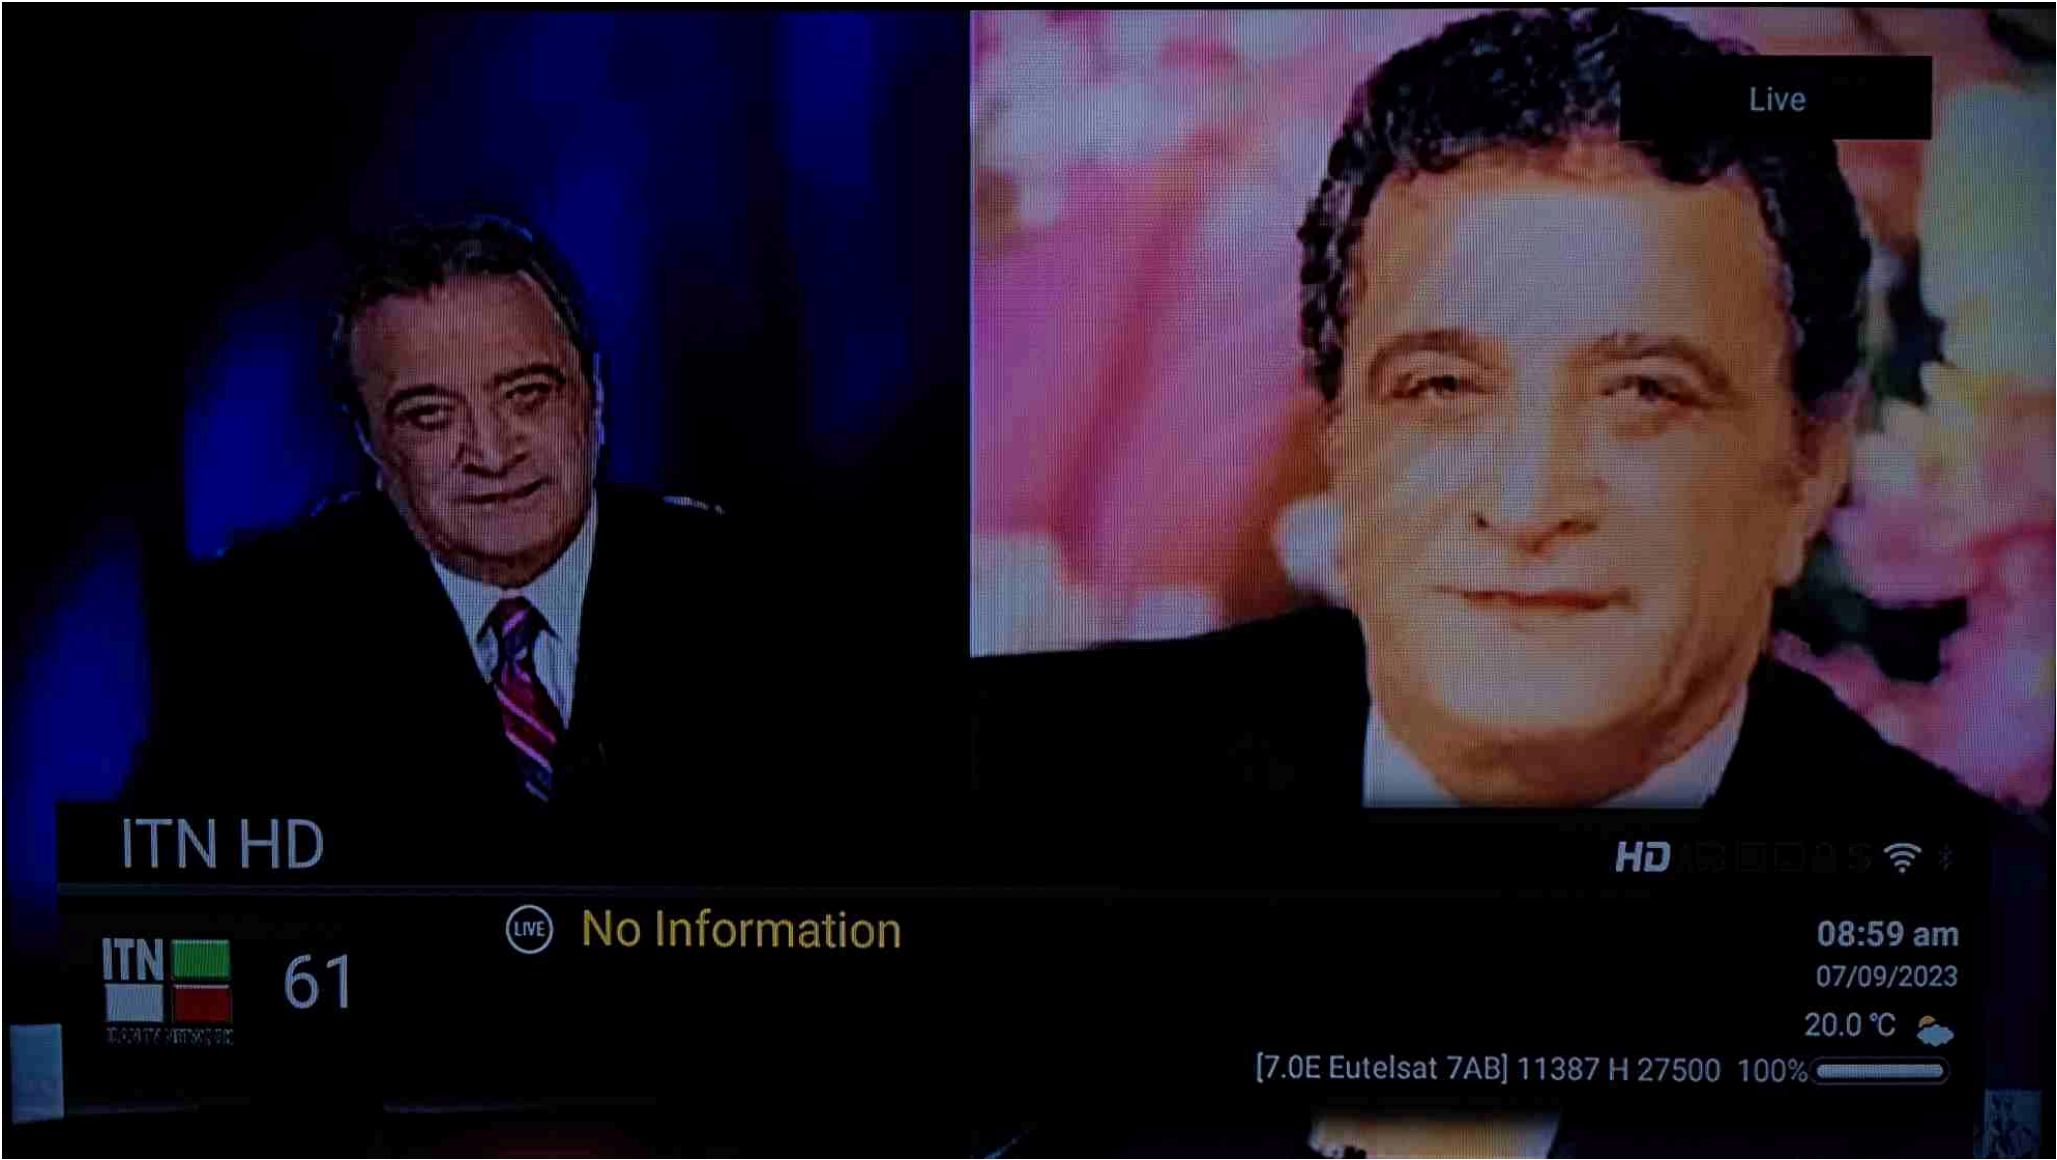 Live
ITN HD
HD
LIVE No Information
08:59 am
07/09/2023
ITN
61
20.0 °C
[7.0E Eutelsat 7AB] 11387 H 27500 100%